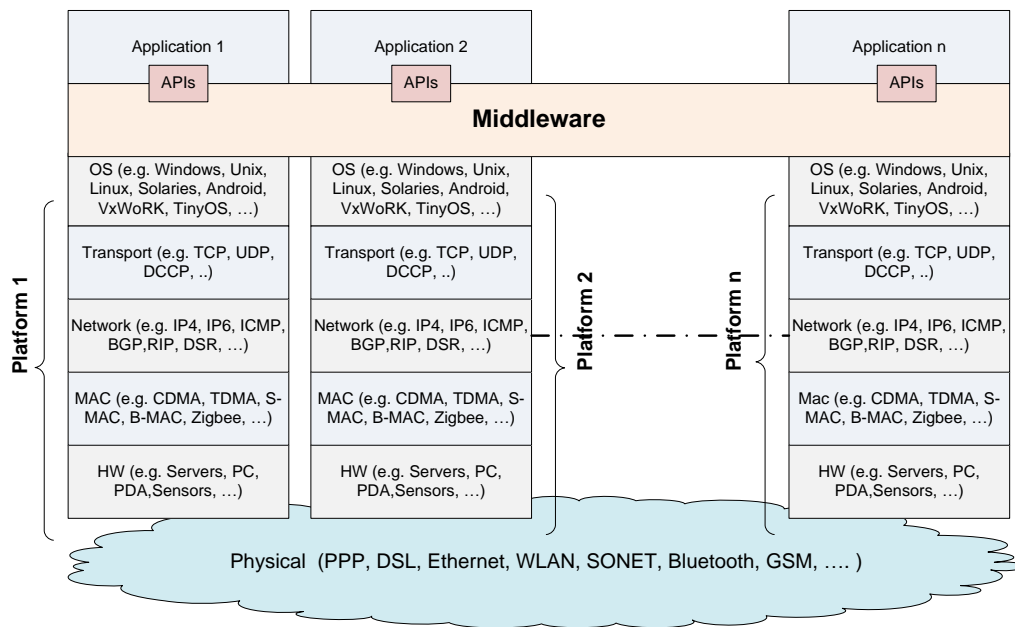 Application 1
Application 2
Application n
APIs
APIs
APIs
Middleware
OS (e.g. Windows, Unix,
Linux, Solaries, Android,
VxWoRK, TinyOS, …)
OS (e.g. Windows, Unix,
Linux, Solaries, Android,
VxWoRK, TinyOS, …)
OS (e.g. Windows, Unix,
Linux, Solaries, Android,
VxWoRK, TinyOS, …)
Transport (e.g. TCP, UDP,
DCCP, ..)
Transport (e.g. TCP, UDP,
DCCP, ..)
Transport (e.g. TCP, UDP,
DCCP, ..)
Platform 1
Platform 2
Platform n
Network (e.g. IP4, IP6, ICMP,
BGP,RIP, DSR, …)
Network (e.g. IP4, IP6, ICMP,
BGP,RIP, DSR, …)
Network (e.g. IP4, IP6, ICMP,
BGP,RIP, DSR, …)
MAC (e.g. CDMA, TDMA, S-
MAC, B-MAC, Zigbee, …)
MAC (e.g. CDMA, TDMA, S-
MAC, B-MAC, Zigbee, …)
Mac (e.g. CDMA, TDMA, S-
MAC, B-MAC, Zigbee, …)
HW (e.g. Servers, PC,
PDA,Sensors, …)
HW (e.g. Servers, PC,
PDA,Sensors, …)
HW (e.g. Servers, PC,
PDA,Sensors, …)
Physical (PPP, DSL, Ethernet, WLAN, SONET, Bluetooth, GSM, …. )